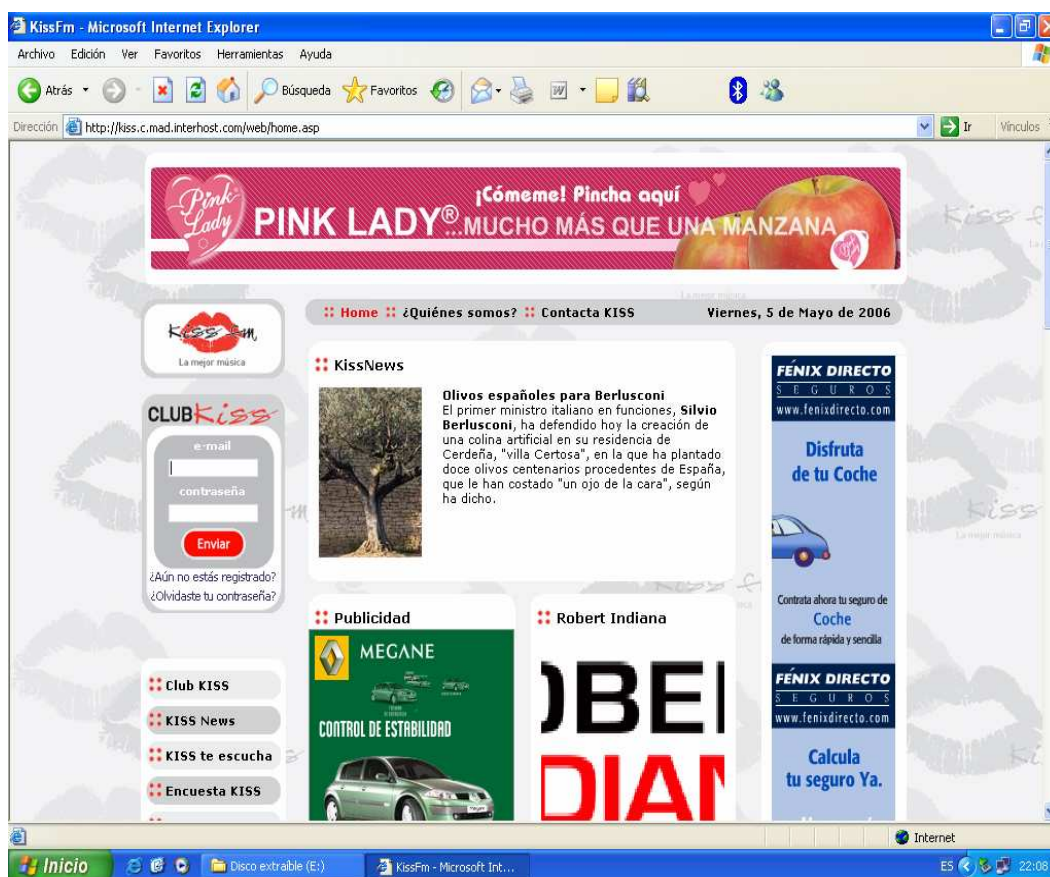 KissFm - Microsoft Internet Explorer
Archivo Edición Ver Favoritos Herramientas Ayuda
Atrás Búsqueda Favoritos
Dirección http://kiss.c.mad.interhost.com/web/home.asp Ir Vínculos
Pink Lady
¡Cómeme! Pincha aquí
PINK LADY®...MUCHO MÁS QUE UNA MANZANA
Kiss fm
La mejor música
:: Home :: ¿Quiénes somos? :: Contacta KISS Viernes, 5 de Mayo de 2006
CLUB Kiss
e-mail
contraseña
Enviar
¿Aún no estás registrado?
¿Olvidaste tu contraseña?
:: Club KISS
:: KISS News
:: KISS te escucha
:: Encuesta KISS
:: KissNews
Olivos españoles para Berlusconi
El primer ministro italiano en funciones, Silvio
Berlusconi, ha defendido hoy la creación de
una colina artificial en su residencia de
Cerdeña, "villa Certosa", en la que ha plantado
doce olivos centenarios procedentes de España,
que le han costado "un ojo de la cara", según
ha dicho.
:: Publicidad
MEGANE
CONTROL DE ESTABILIDAD
:: Robert Indiana
OBE
DIAN
FÉNIX DIRECTO
SEGUROS
www.fenixdirecto.com
Disfruta
de tu Coche
Contrata ahora tu seguro de
Coche
de forma rápida y sencilla
FÉNIX DIRECTO
SEGUROS
www.fenixdirecto.com
Calcula
tu seguro Ya.
Internet
Inicio Disco extraíble (E:) KissFm - Microsoft Int... ES 22:08